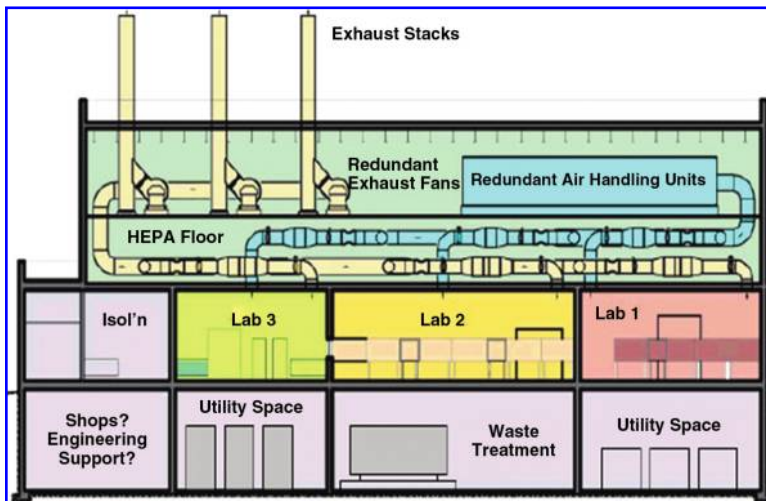 Exhaust Stacks
Redundant
Exhaust Fans
Redundant Air Handling Units
HEPA Floor
Isol'n
Lab 3
Lab 2
Lab 1
Shops?
Engineering
Support?
Utility Space
Waste
Treatment
Utility Space